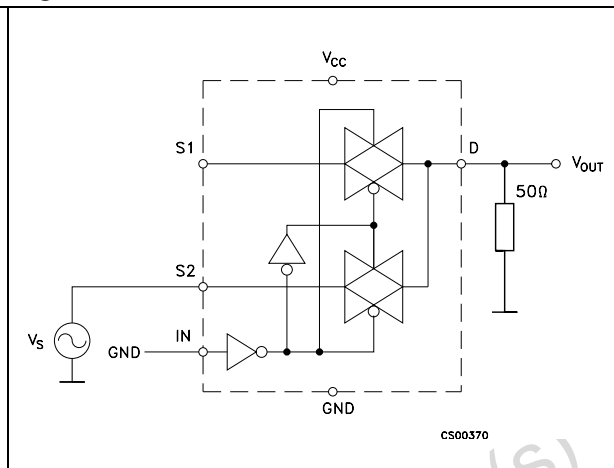 VCC
S1
D
VOUT
50Ω
S2
VS
IN
GND
GND
CS00370
(s)